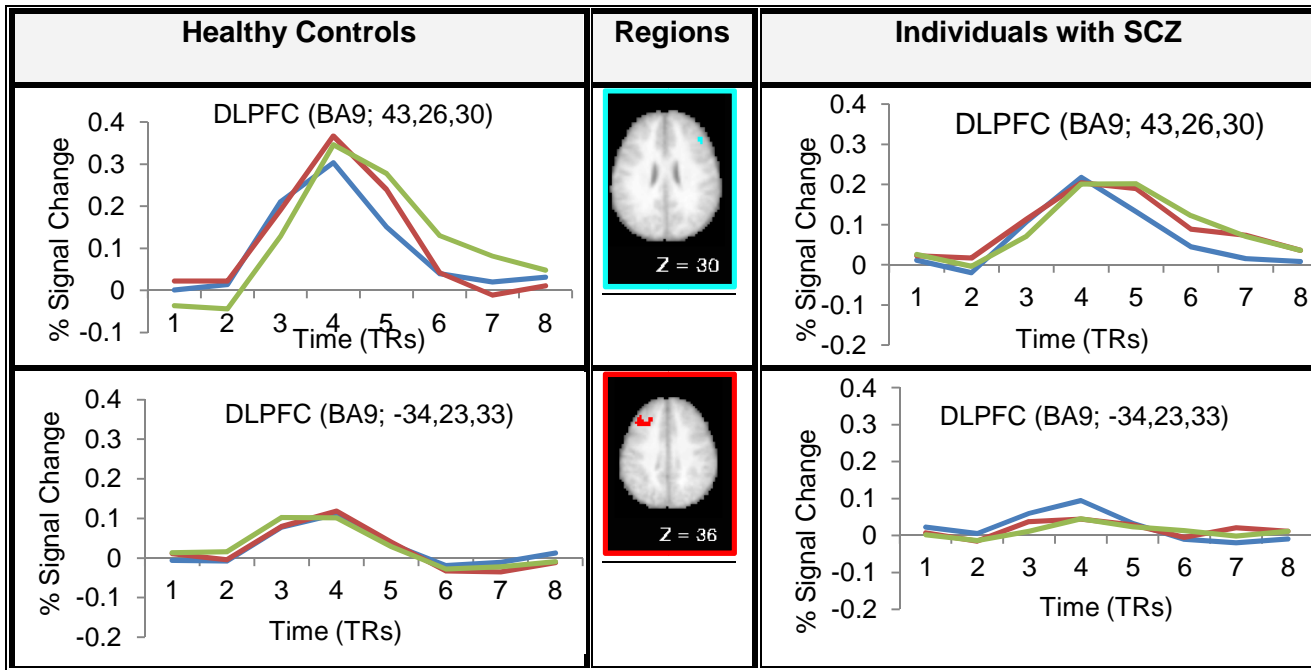 Healthy Controls
Regions
Individuals with SCZ
DLPFC (BA9; 43,26,30)
% Signal Change
0.4
0.3
0.2
0.1
0
-0.1
1 2 3 4 5 6 7 8
Time (TRs)
Z = 30
DLPFC (BA9; 43,26,30)
% Signal Change
0.4
0.3
0.2
0.1
0
-0.1
-0.2
1 2 3 4 5 6 7 8
Time (TRs)
DLPFC (BA9; -34,23,33)
% Signal Change
0.4
0.3
0.2
0.1
0
-0.1
-0.2
1 2 3 4 5 6 7 8
Time (TRs)
Z = 36
DLPFC (BA9; -34,23,33)
% Signal Change
0.4
0.3
0.2
0.1
0
-0.1
-0.2
1 2 3 4 5 6 7 8
Time (TRs)